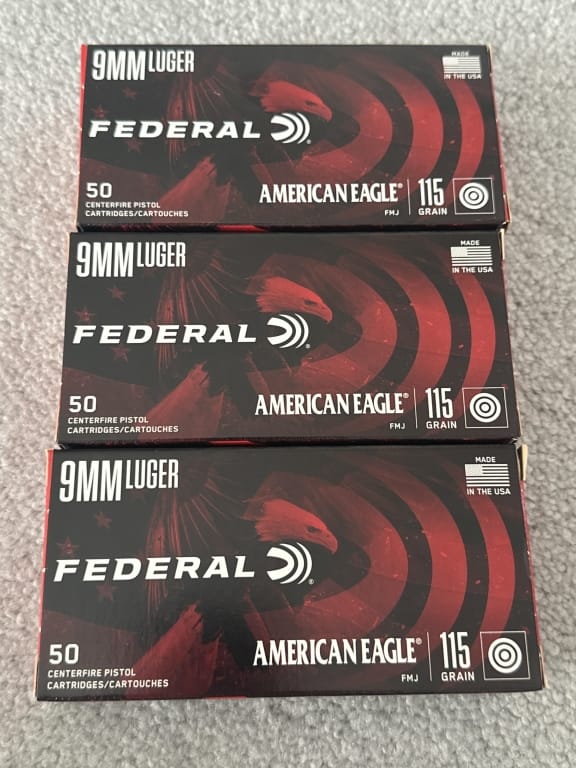 9MM LUGER
MADE
IN THE USA
FEDERAL®
50
CENTERFIRE PISTOL
CARTRIDGES/CARTOUCHES
AMERICAN EAGLE®
FMJ
115
GRAIN
9MM LUGER
MADE
IN THE USA
FEDERAL®
50
CENTERFIRE PISTOL
CARTRIDGES/CARTOUCHES
AMERICAN EAGLE®
FMJ
115
GRAIN
9MM LUGER
MADE
IN THE USA
FEDERAL®
50
CENTERFIRE PISTOL
CARTRIDGES/CARTOUCHES
AMERICAN EAGLE®
FMJ
115
GRAIN